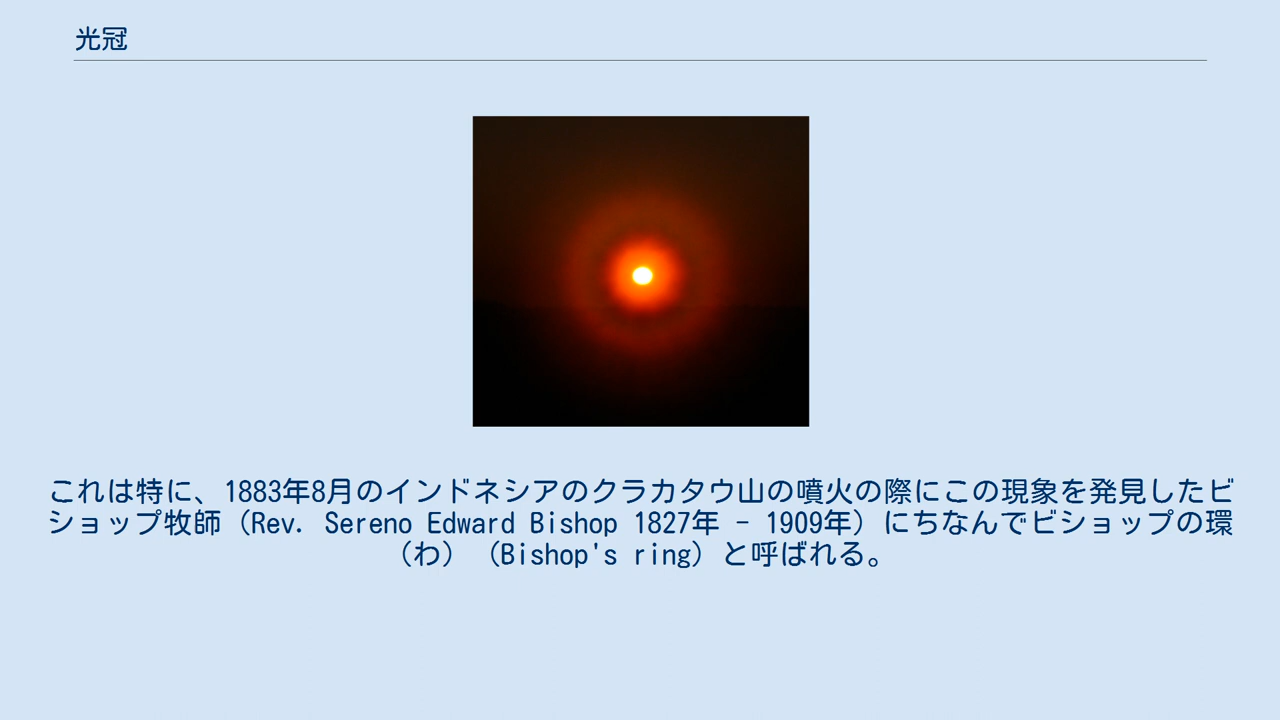 光冠
これは特に、1883年8月のインドネシアのクラカタウ山の噴火の際にこの現象を発見したビ
ショップ牧師（Rev. Sereno Edward Bishop 1827年 - 1909年）にちなんでビショップの環
（わ）（Bishop's ring）と呼ばれる。